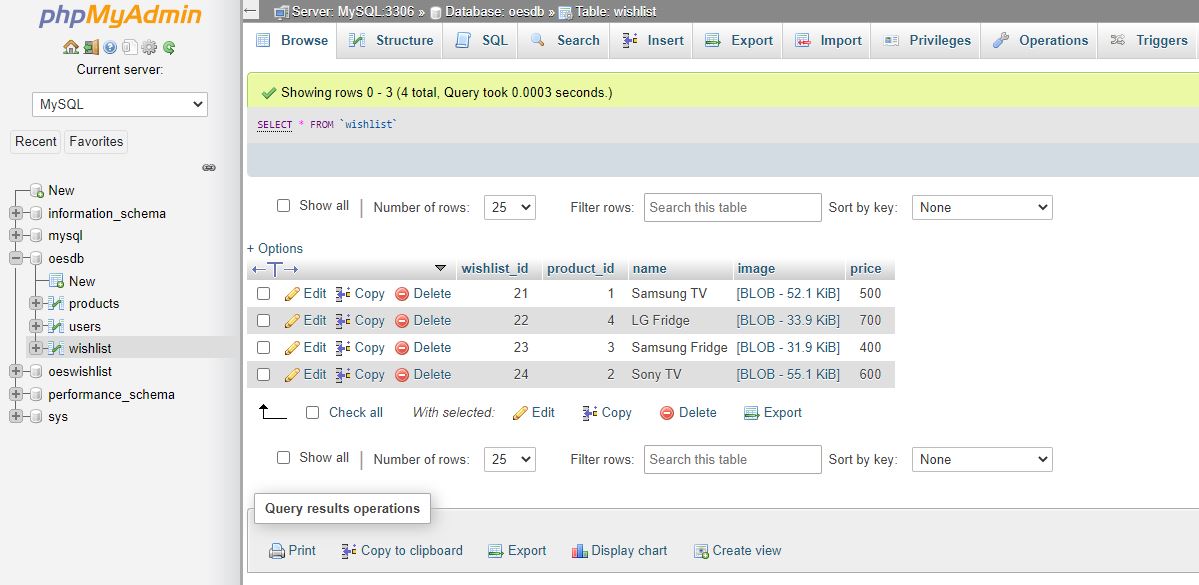 phpMyAdmin
Current server:
MySQL
Recent Favorites
New
information_schema
mysql
oesdb
New
products
users
wishlist
oeswishlist
performance_schema
sys
Server: MySQL:3306 » Database: oesdb » Table: wishlist
Browse Structure SQL Search Insert Export Import Privileges Operations Triggers
Showing rows 0 - 3 (4 total, Query took 0.0003 seconds.)
SELECT * FROM `wishlist`
Show all | Number of rows: 25 Filter rows: Search this table Sort by key: None
+ Options
←T→ wishlist_id product_id name image price
Edit Copy Delete 21 1 Samsung TV [BLOB - 52.1 KiB] 500
Edit Copy Delete 22 4 LG Fridge [BLOB - 33.9 KiB] 700
Edit Copy Delete 23 3 Samsung Fridge [BLOB - 31.9 KiB] 400
Edit Copy Delete 24 2 Sony TV [BLOB - 55.1 KiB] 600
Check all With selected: Edit Copy Delete Export
Show all | Number of rows: 25 Filter rows: Search this table Sort by key: None
Query results operations
Print Copy to clipboard Export Display chart Create view